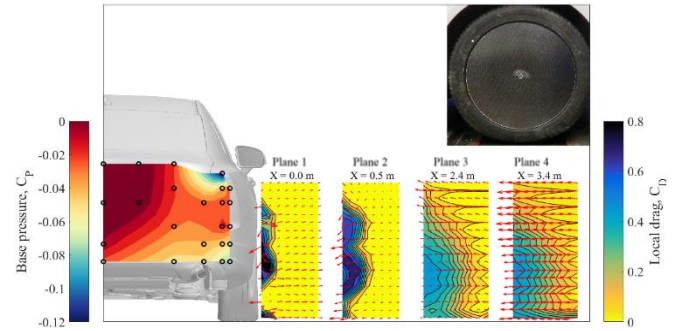 Base pressure, C_P
0
-0.02
-0.04
-0.06
-0.08
-0.1
-0.12
Plane 1
X = 0.0 m
Plane 2
X = 0.5 m
Plane 3
X = 2.4 m
Plane 4
X = 3.4 m
0.8
0.6
0.4
0.2
0
Local drag, C_D